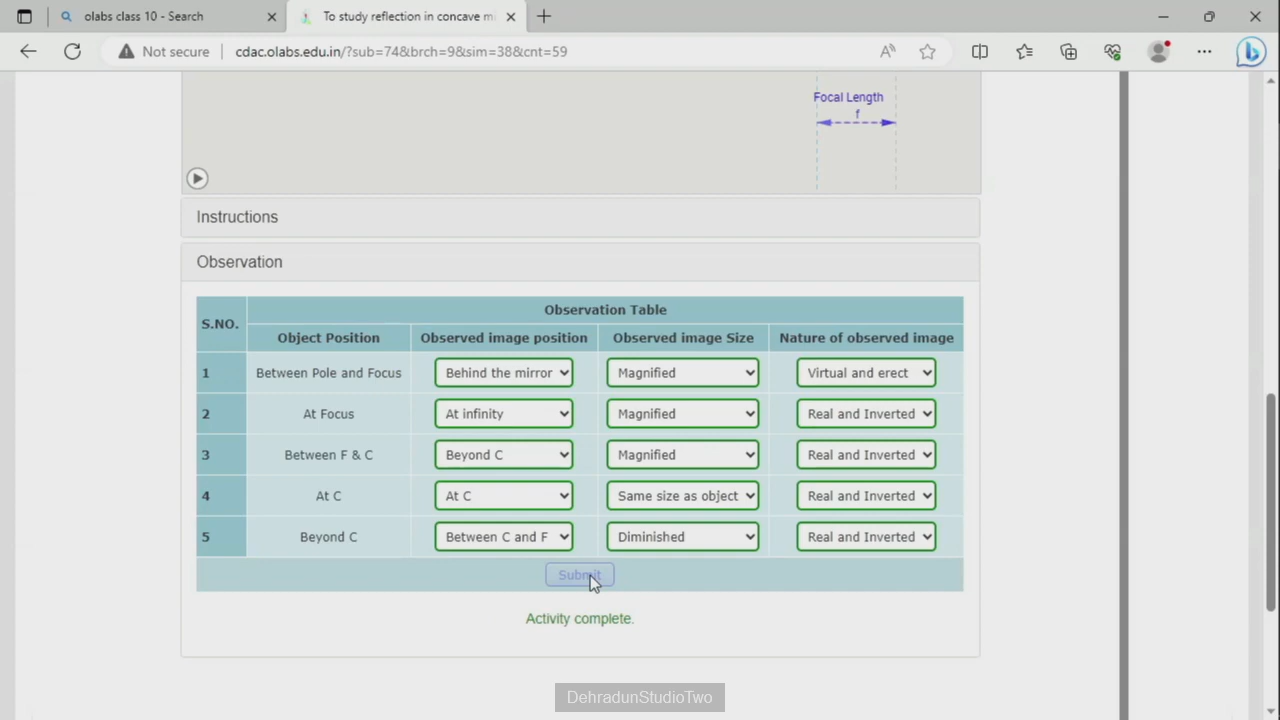 olabs class 10 - Search
To study reflection in concave mi
Not secure
cdac.olabs.edu.in/?sub=74&brch=9&sim=38&cnt=59
Focal Length
f
Instructions
Observation
S.NO.
Observation Table
Object Position
Observed image position
Observed image Size
Nature of observed image
1 Between Pole and Focus Behind the mirror Magnified Virtual and erect
2 At Focus At infinity Magnified Real and Inverted
3 Between F & C Beyond C Magnified Real and Inverted
4 At C At C Same size as object Real and Inverted
5 Beyond C Between C and F Diminished Real and Inverted
Submit
Activity complete.
DehradunStudioTwo